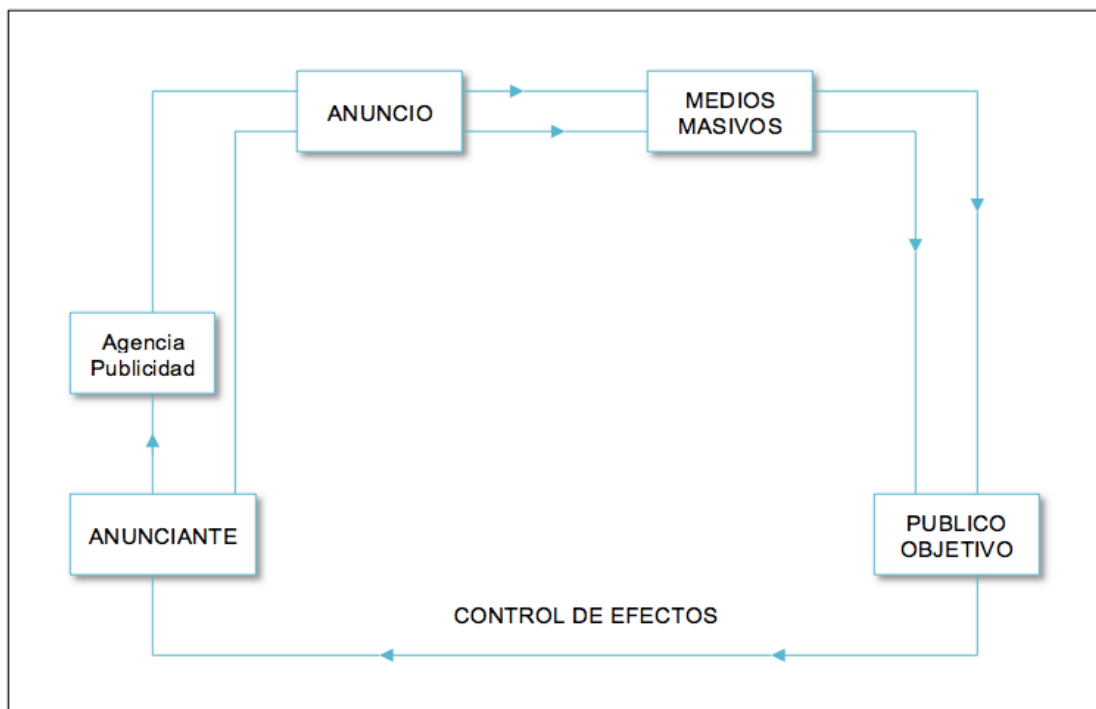 ANUNCIO
MEDIOS
MASIVOS
Agencia
Publicidad
ANUNCIANTE
PUBLICO
OBJETIVO
CONTROL DE EFECTOS